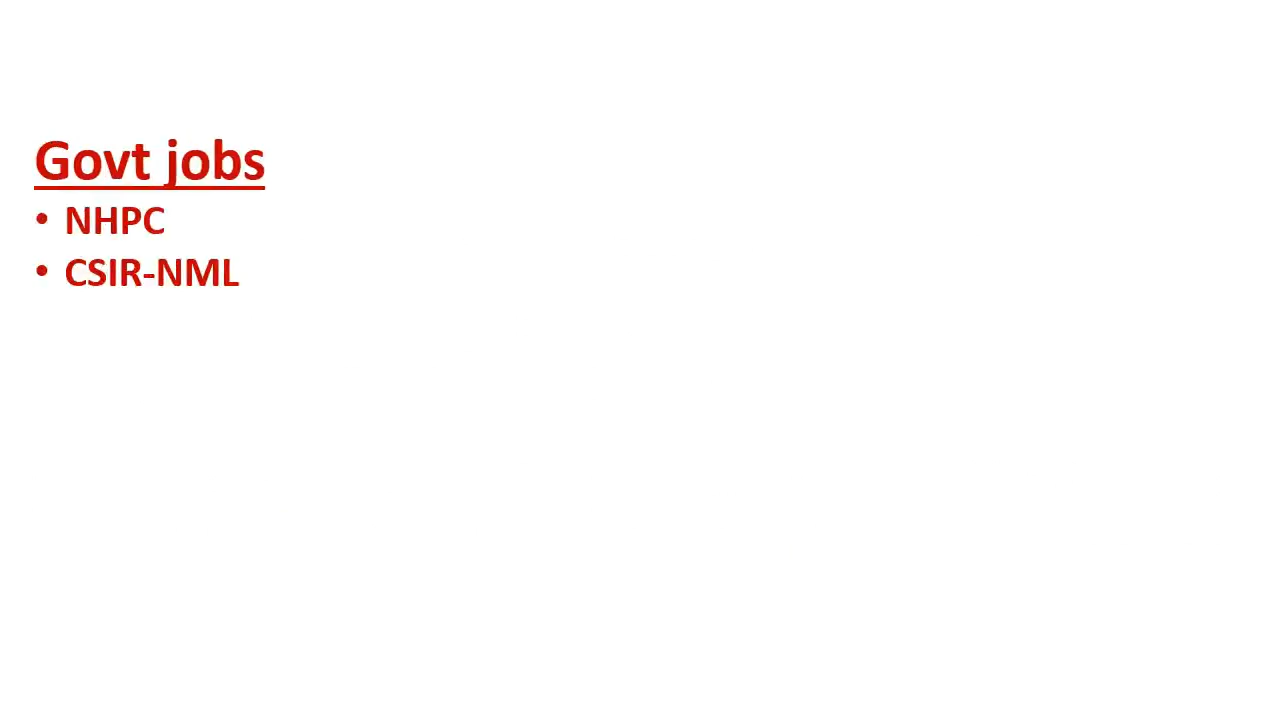 Govt jobs
• NHPC
• CSIR-NML